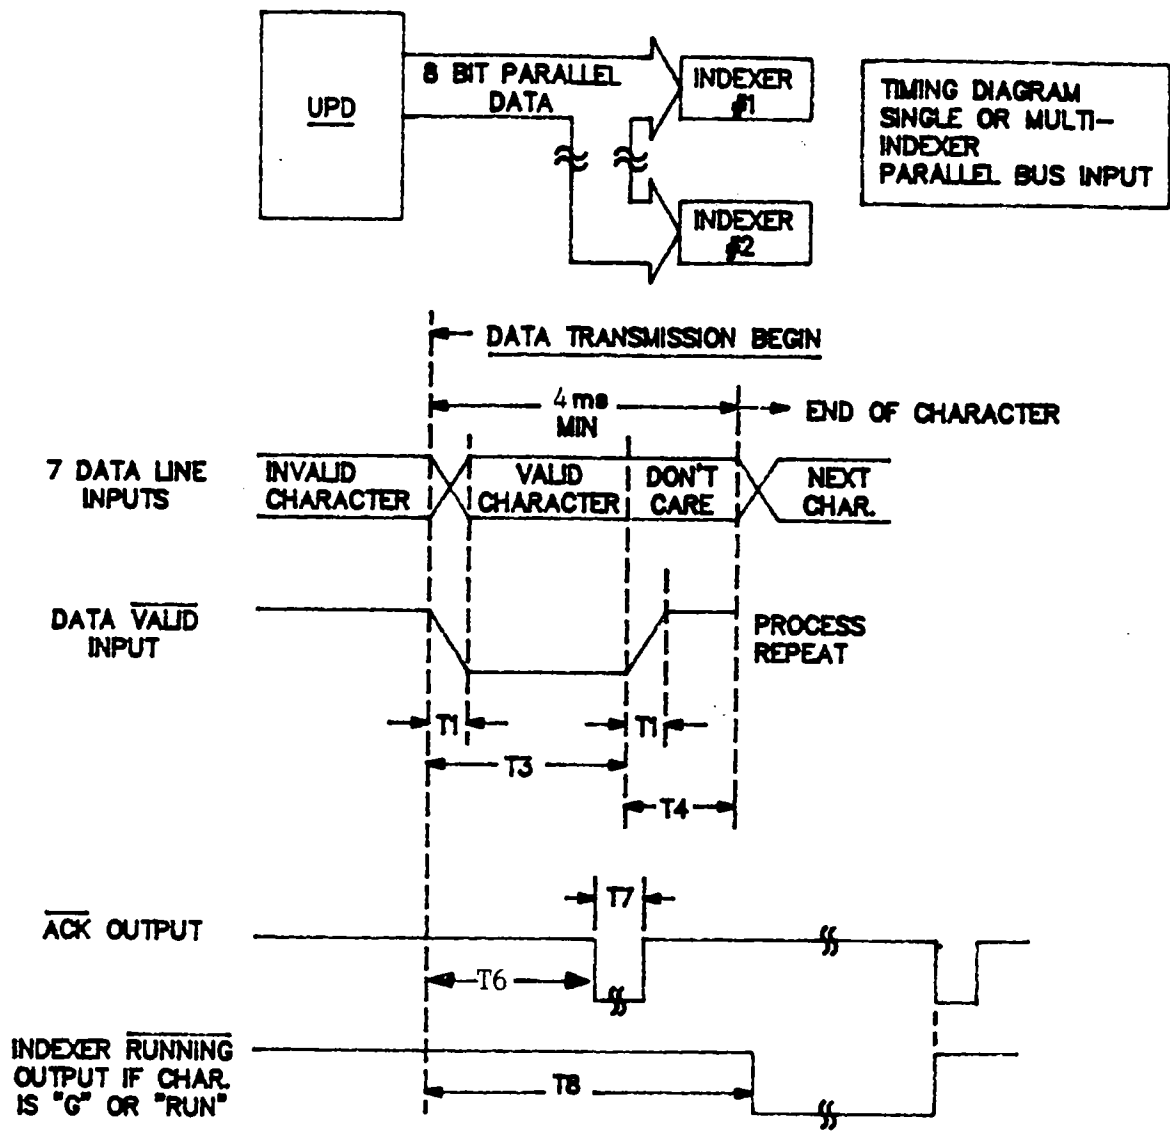 UPD
8 BIT PARALLEL
DATA
INDEXER
#1
INDEXER
#2
TIMING DIAGRAM
SINGLE OR MULTI-
INDEXER
PARALLEL BUS INPUT
DATA TRANSMISSION BEGIN
4 ms
MIN
END OF CHARACTER
7 DATA LINE
INPUTS
INVALID
CHARACTER
VALID
CHARACTER
DON'T
CARE
NEXT
CHAR.
DATA VALID
INPUT
PROCESS
REPEAT
T1
T1
T3
T4
T7
ACK OUTPUT
T6
INDEXER RUNNING
OUTPUT IF CHAR.
IS "G" OR "RUN"
T8